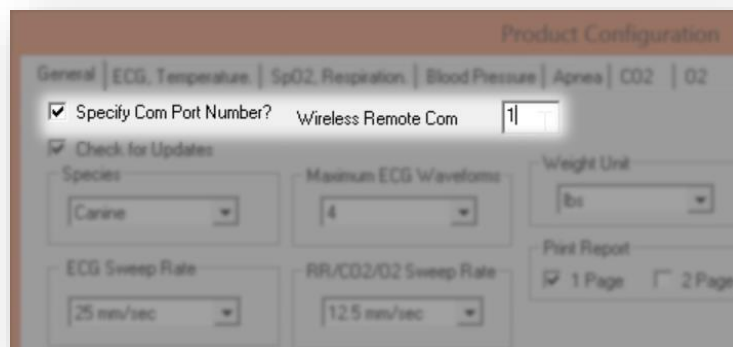 Product Configuration
General ECG, Temperature. SpO2, Respiration. Blood Pressure Apnea CO2 O2
Specify Com Port Number? Wireless Remote Com 1
Check for Updates
Species Maximum ECG Waveforms Weight Unit
Canine 4 lbs
Print Report
ECG Sweep Rate RR/CO2/O2 Sweep Rate 1 Page 2 Page
25 mm/sec 12.5 mm/sec